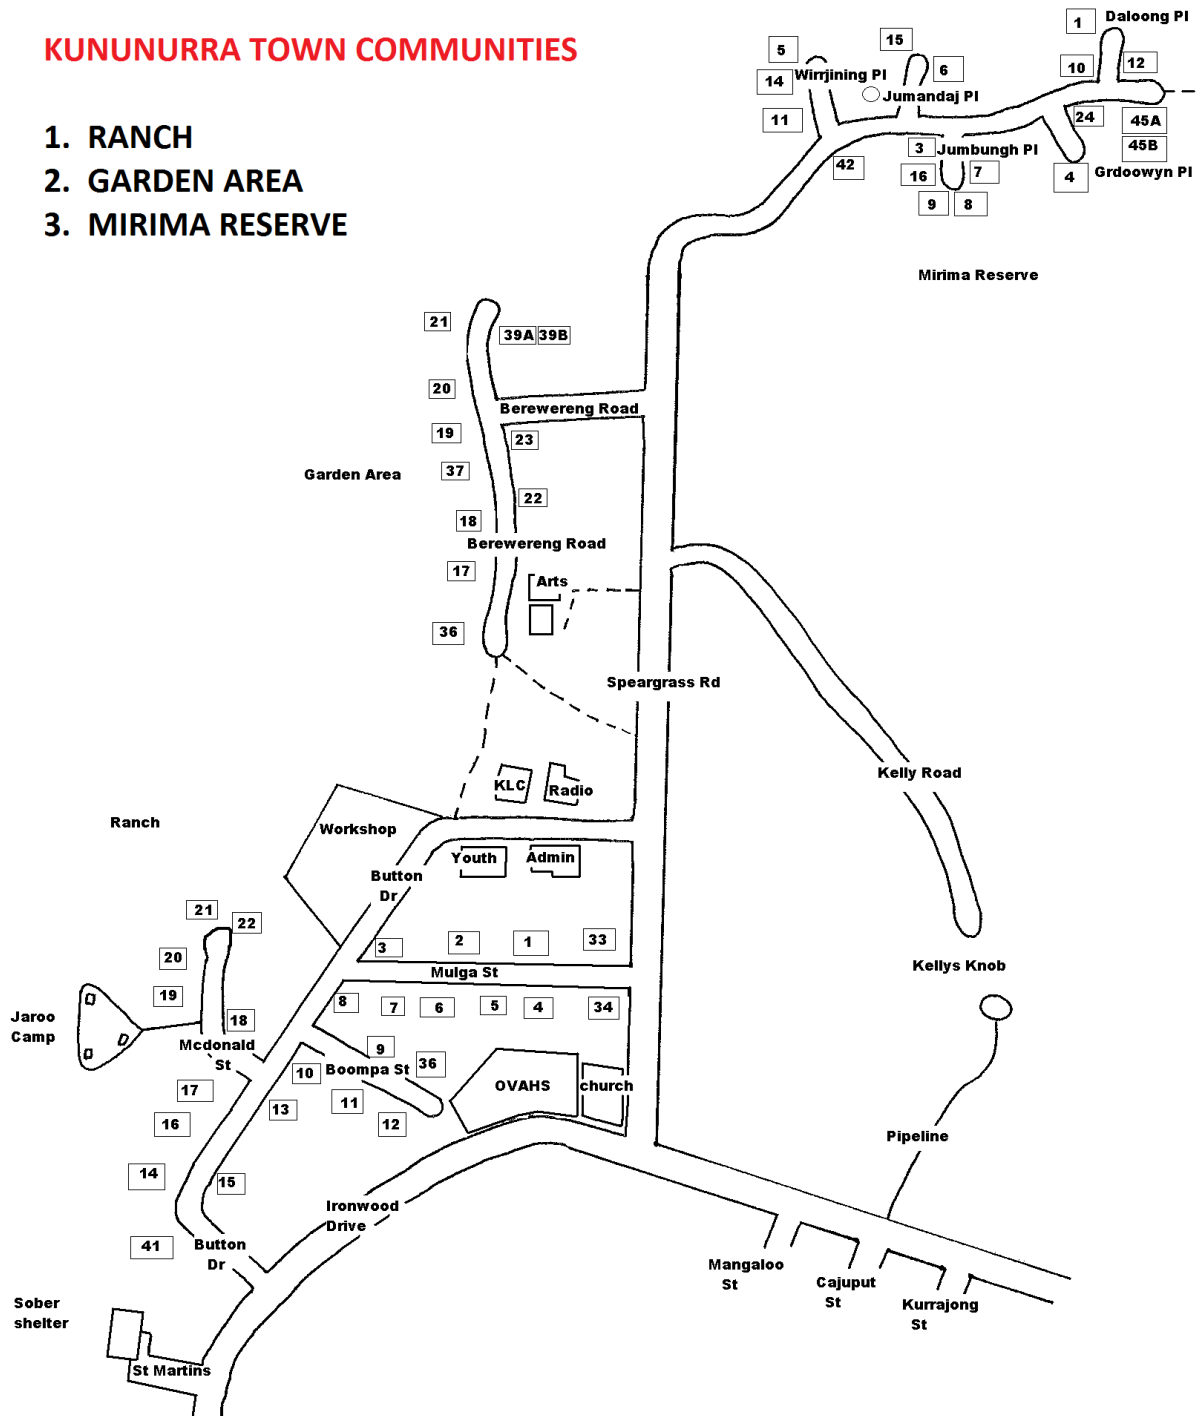 KUNUNURRA TOWN COMMUNITIES
1. RANCH
2. GARDEN AREA
3. MIRIMA RESERVE
1
Daloong Pl
5
15
Wirrjining Pl
6
10
12
14
Jumandaj Pl
11
24
45A
3
Jumbungh Pl
45B
42
16
7
4
Grdoowyn Pl
9
8
Mirima Reserve
21
39A
39B
20
Berewereng Road
19
23
Garden Area
37
22
18
Berewereng Road
17
Arts
36
Speargrass Rd
Kelly Road
KLC
Radio
Ranch
Workshop
Youth
Admin
Button
Dr
21
22
3
2
1
33
20
Mulga St
Kellys Knob
19
8
7
6
5
4
34
Jaroo
Camp
18
Mcdonald
St
9
36
10
Boompa St
OVAHS
church
17
13
11
12
16
Pipeline
14
15
Ironwood
Drive
41
Button
Dr
Mangaloo
St
Cajuput
St
Kurrajong
St
Sober
shelter
St Martins